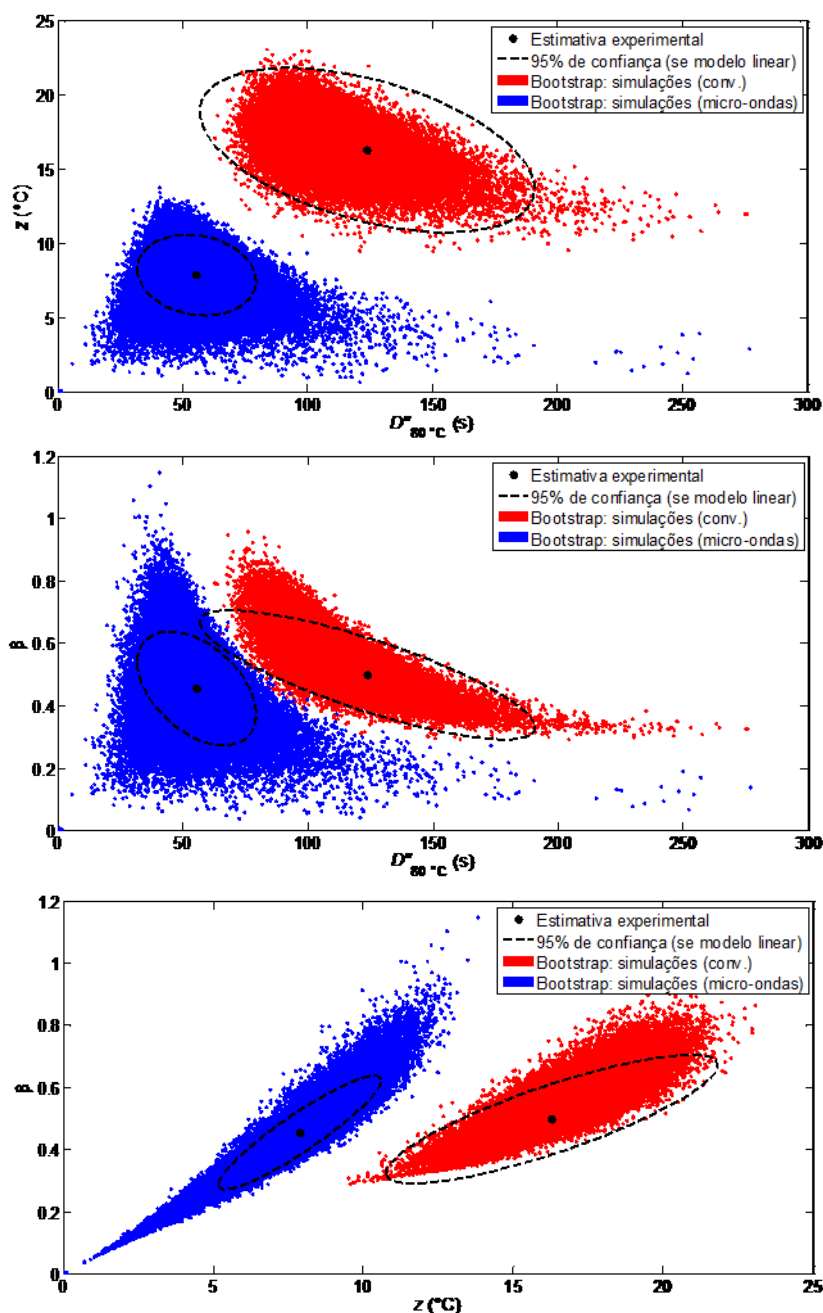 25
20
15
10
5
0
z (°C)
Estimativa experimental
95% de confiança (se modelo linear)
Bootstrap: simulações (conv.)
Bootstrap: simulações (micro-ondas)
0 50 100 150 200 250 300
80 °C (s)
1.2
1
0.8
0.6
0.4
0.2
0
β
Estimativa experimental
95% de confiança (se modelo linear)
Bootstrap: simulações (conv.)
Bootstrap: simulações (micro-ondas)
0 50 100 150 200 250 300
80 °C (s)
1.2
1
0.8
0.6
0.4
0.2
0
β
Estimativa experimental
95% de confiança (se modelo linear)
Bootstrap: simulações (conv.)
Bootstrap: simulações (micro-ondas)
0 5 10 15 20 25
z (°C)